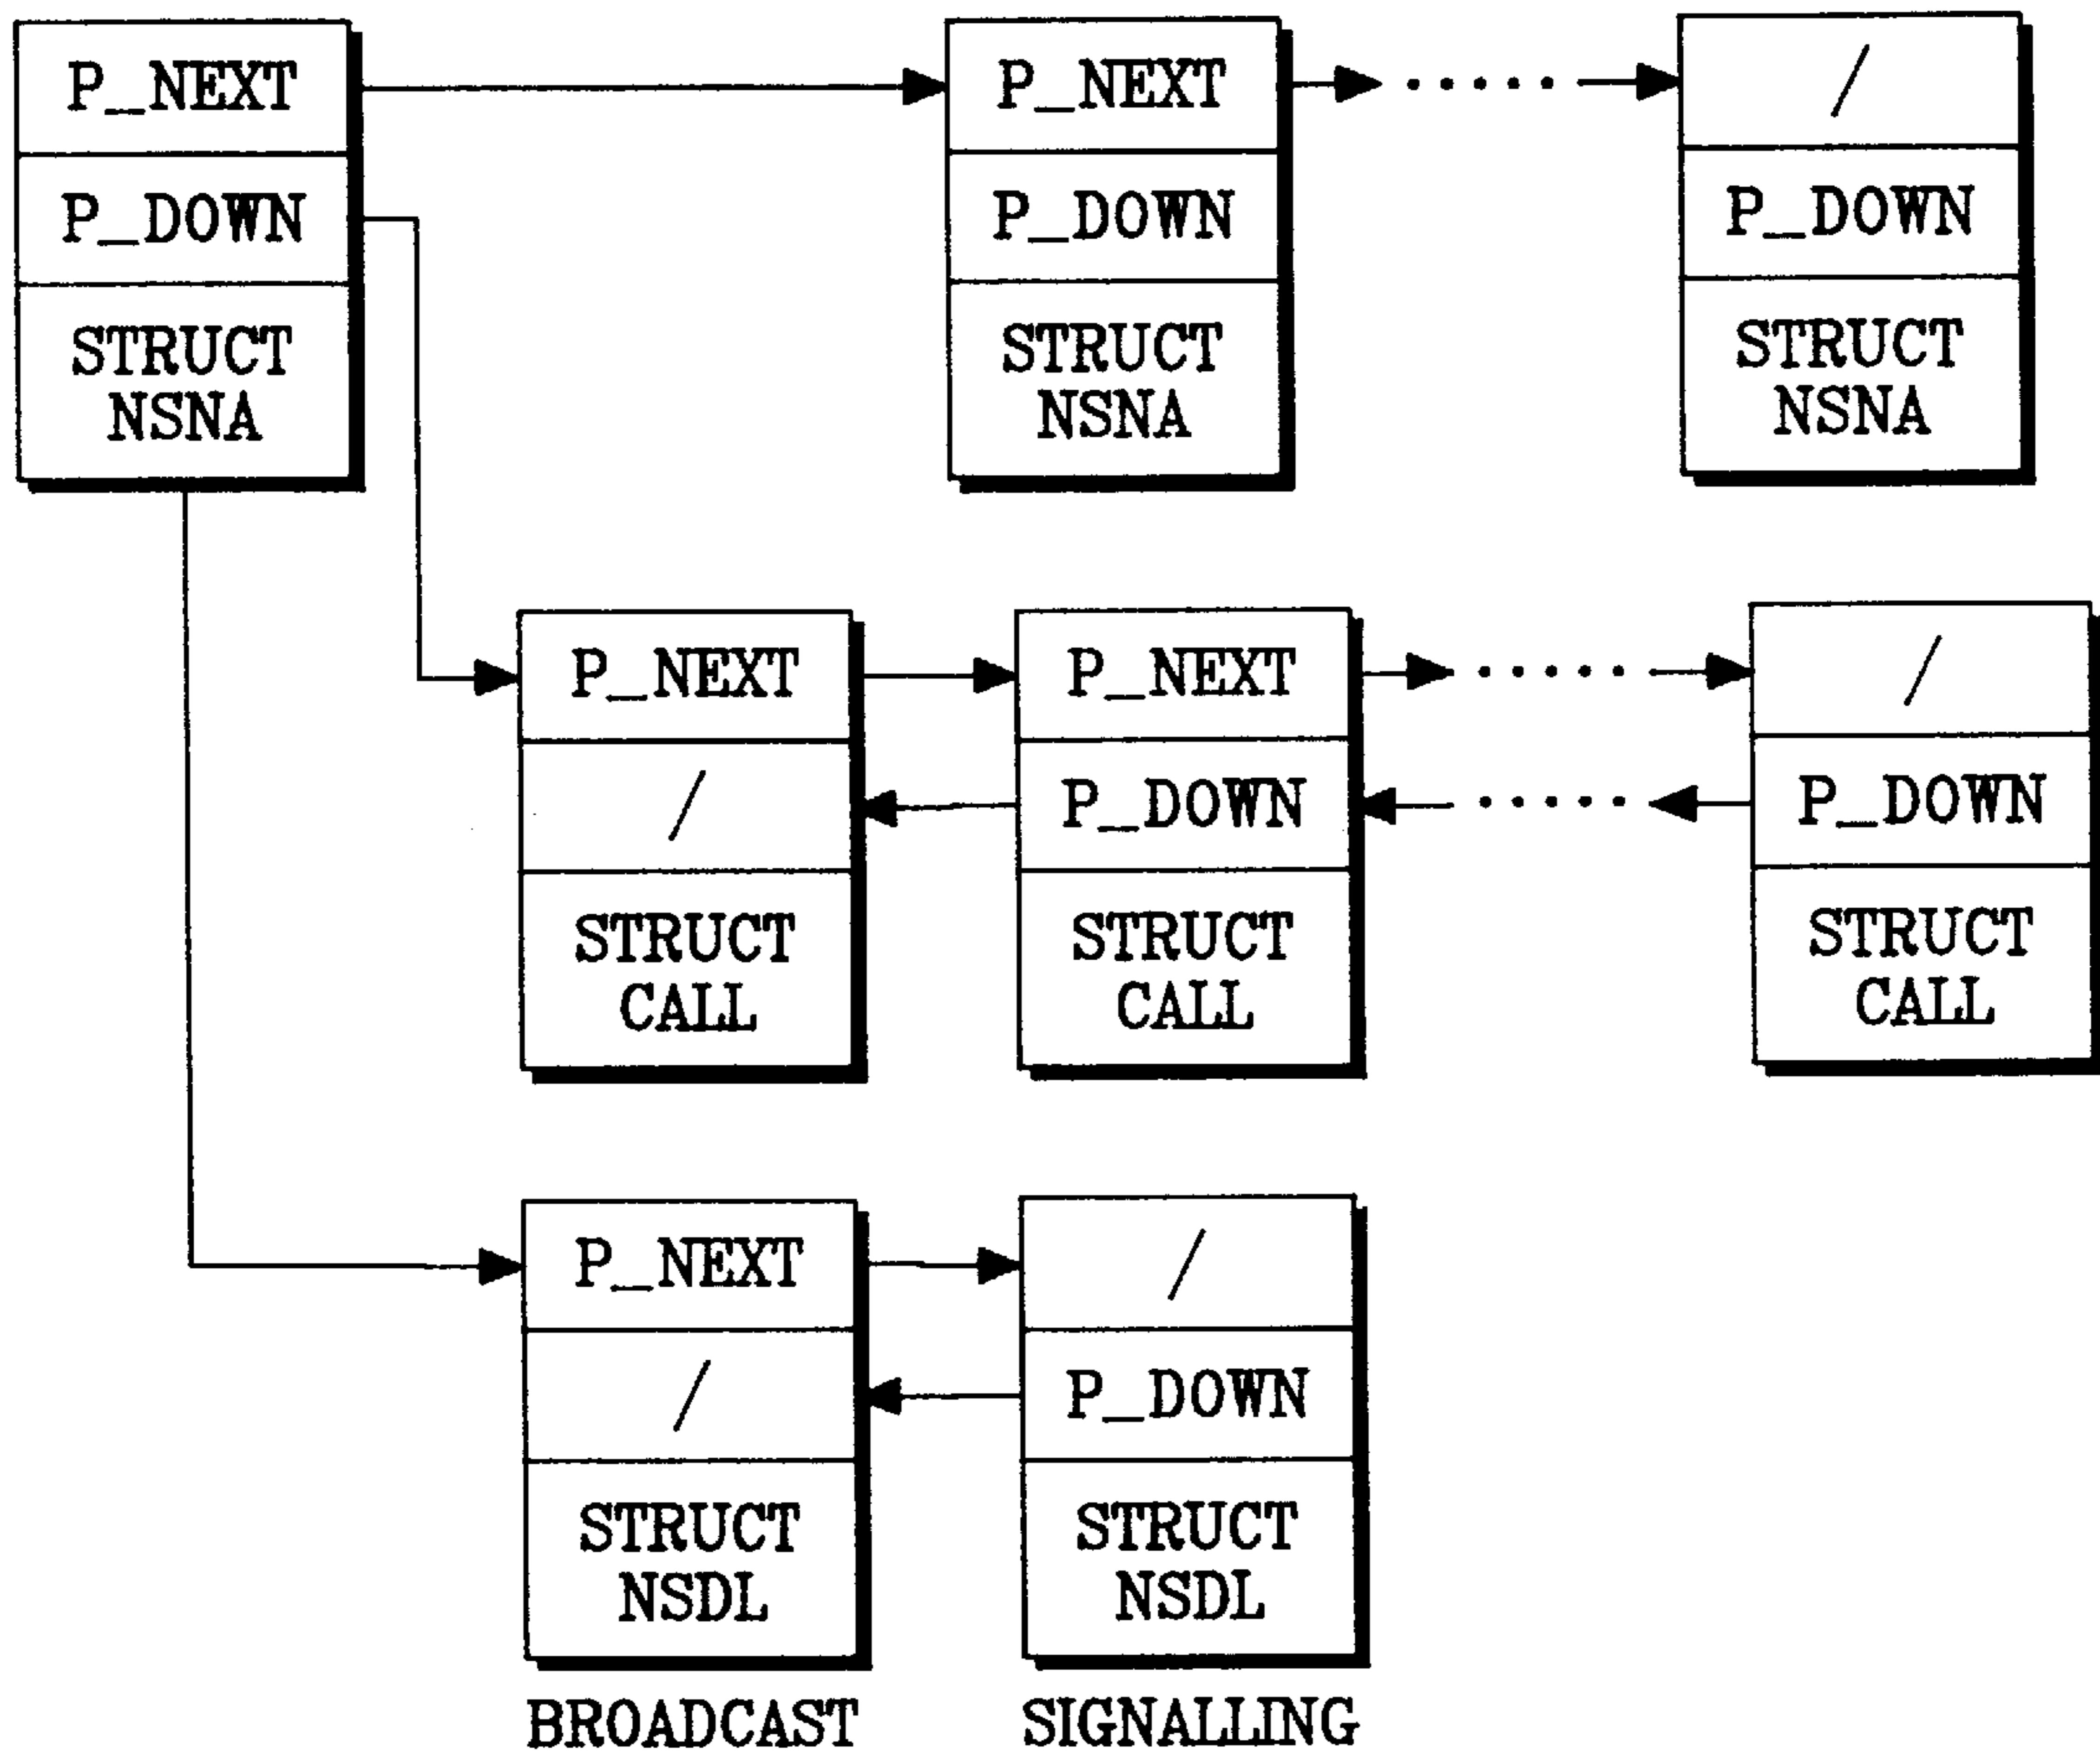 P_NEXT
P_DOWN
STRUCT
NSNA
P_NEXT
P_DOWN
STRUCT
NSNA
/
P_DOWN
STRUCT
NSNA
P_NEXT
/
STRUCT
CALL
P_NEXT
P_DOWN
STRUCT
CALL
/
P_DOWN
STRUCT
CALL
P_NEXT
/
STRUCT
NSDL
BROADCAST
/
P_DOWN
STRUCT
NSDL
SIGNALLING